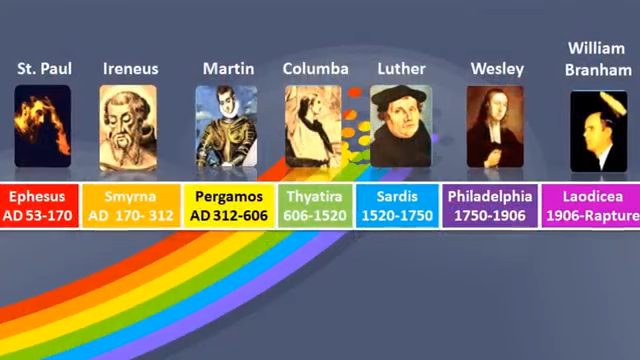 St. Paul
Ireneus
Martin
Columba
Luther
Wesley
William
Branham
Ephesus
AD 53-170
Smyrna
AD 170- 312
Pergamos
AD 312-606
Thyatira
606-1520
Sardis
1520-1750
Philadelphia
1750-1906
Laodicea
1906-Rapture